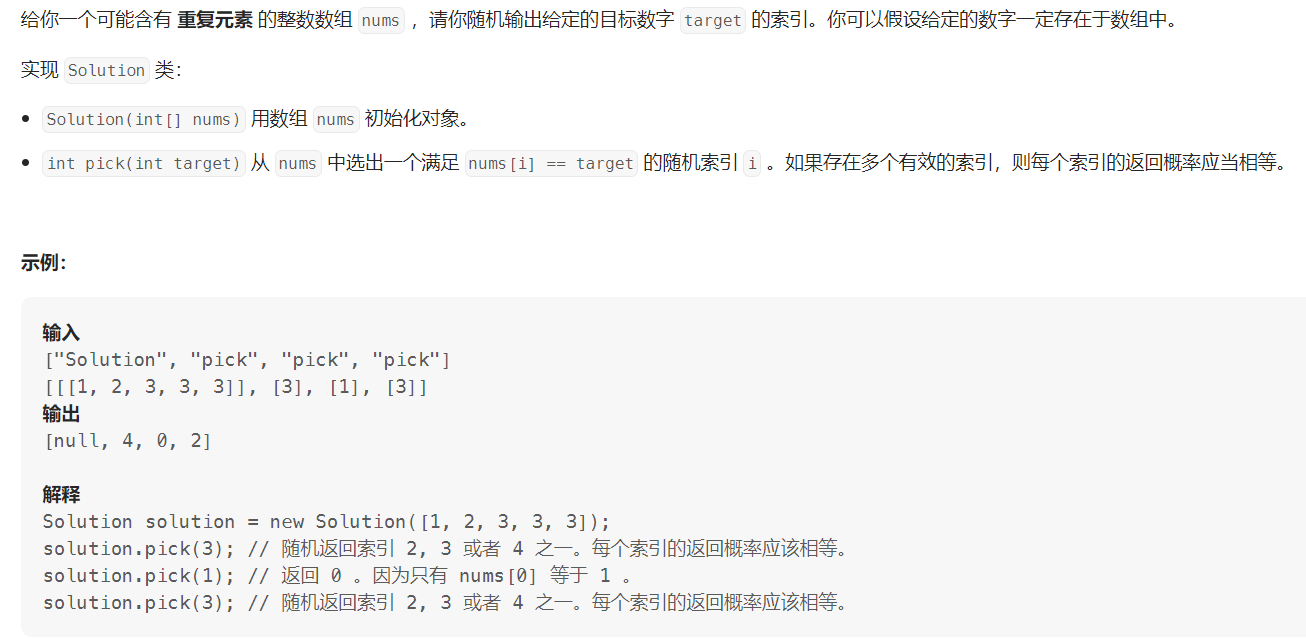 给你一个可能含有 重复元素 的整数数组 nums ，请你随机输出给定的目标数字 target 的索引。你可以假设给定的数字一定存在于数组中。
实现 Solution 类：
• Solution(int[] nums) 用数组 nums 初始化对象。
• int pick(int target) 从 nums 中选出一个满足 nums[i] == target 的随机索引 i 。如果存在多个有效的索引，则每个索引的返回概率应当相等。
示例：
输入
["Solution", "pick", "pick", "pick"]
[[[1, 2, 3, 3, 3]], [3], [1], [3]]
输出
[null, 4, 0, 2]
解释
Solution solution = new Solution([1, 2, 3, 3, 3]);
solution.pick(3); // 随机返回索引 2, 3 或者 4 之一。每个索引的返回概率应该相等。
solution.pick(1); // 返回 0 。因为只有 nums[0] 等于 1 。
solution.pick(3); // 随机返回索引 2, 3 或者 4 之一。每个索引的返回概率应该相等。